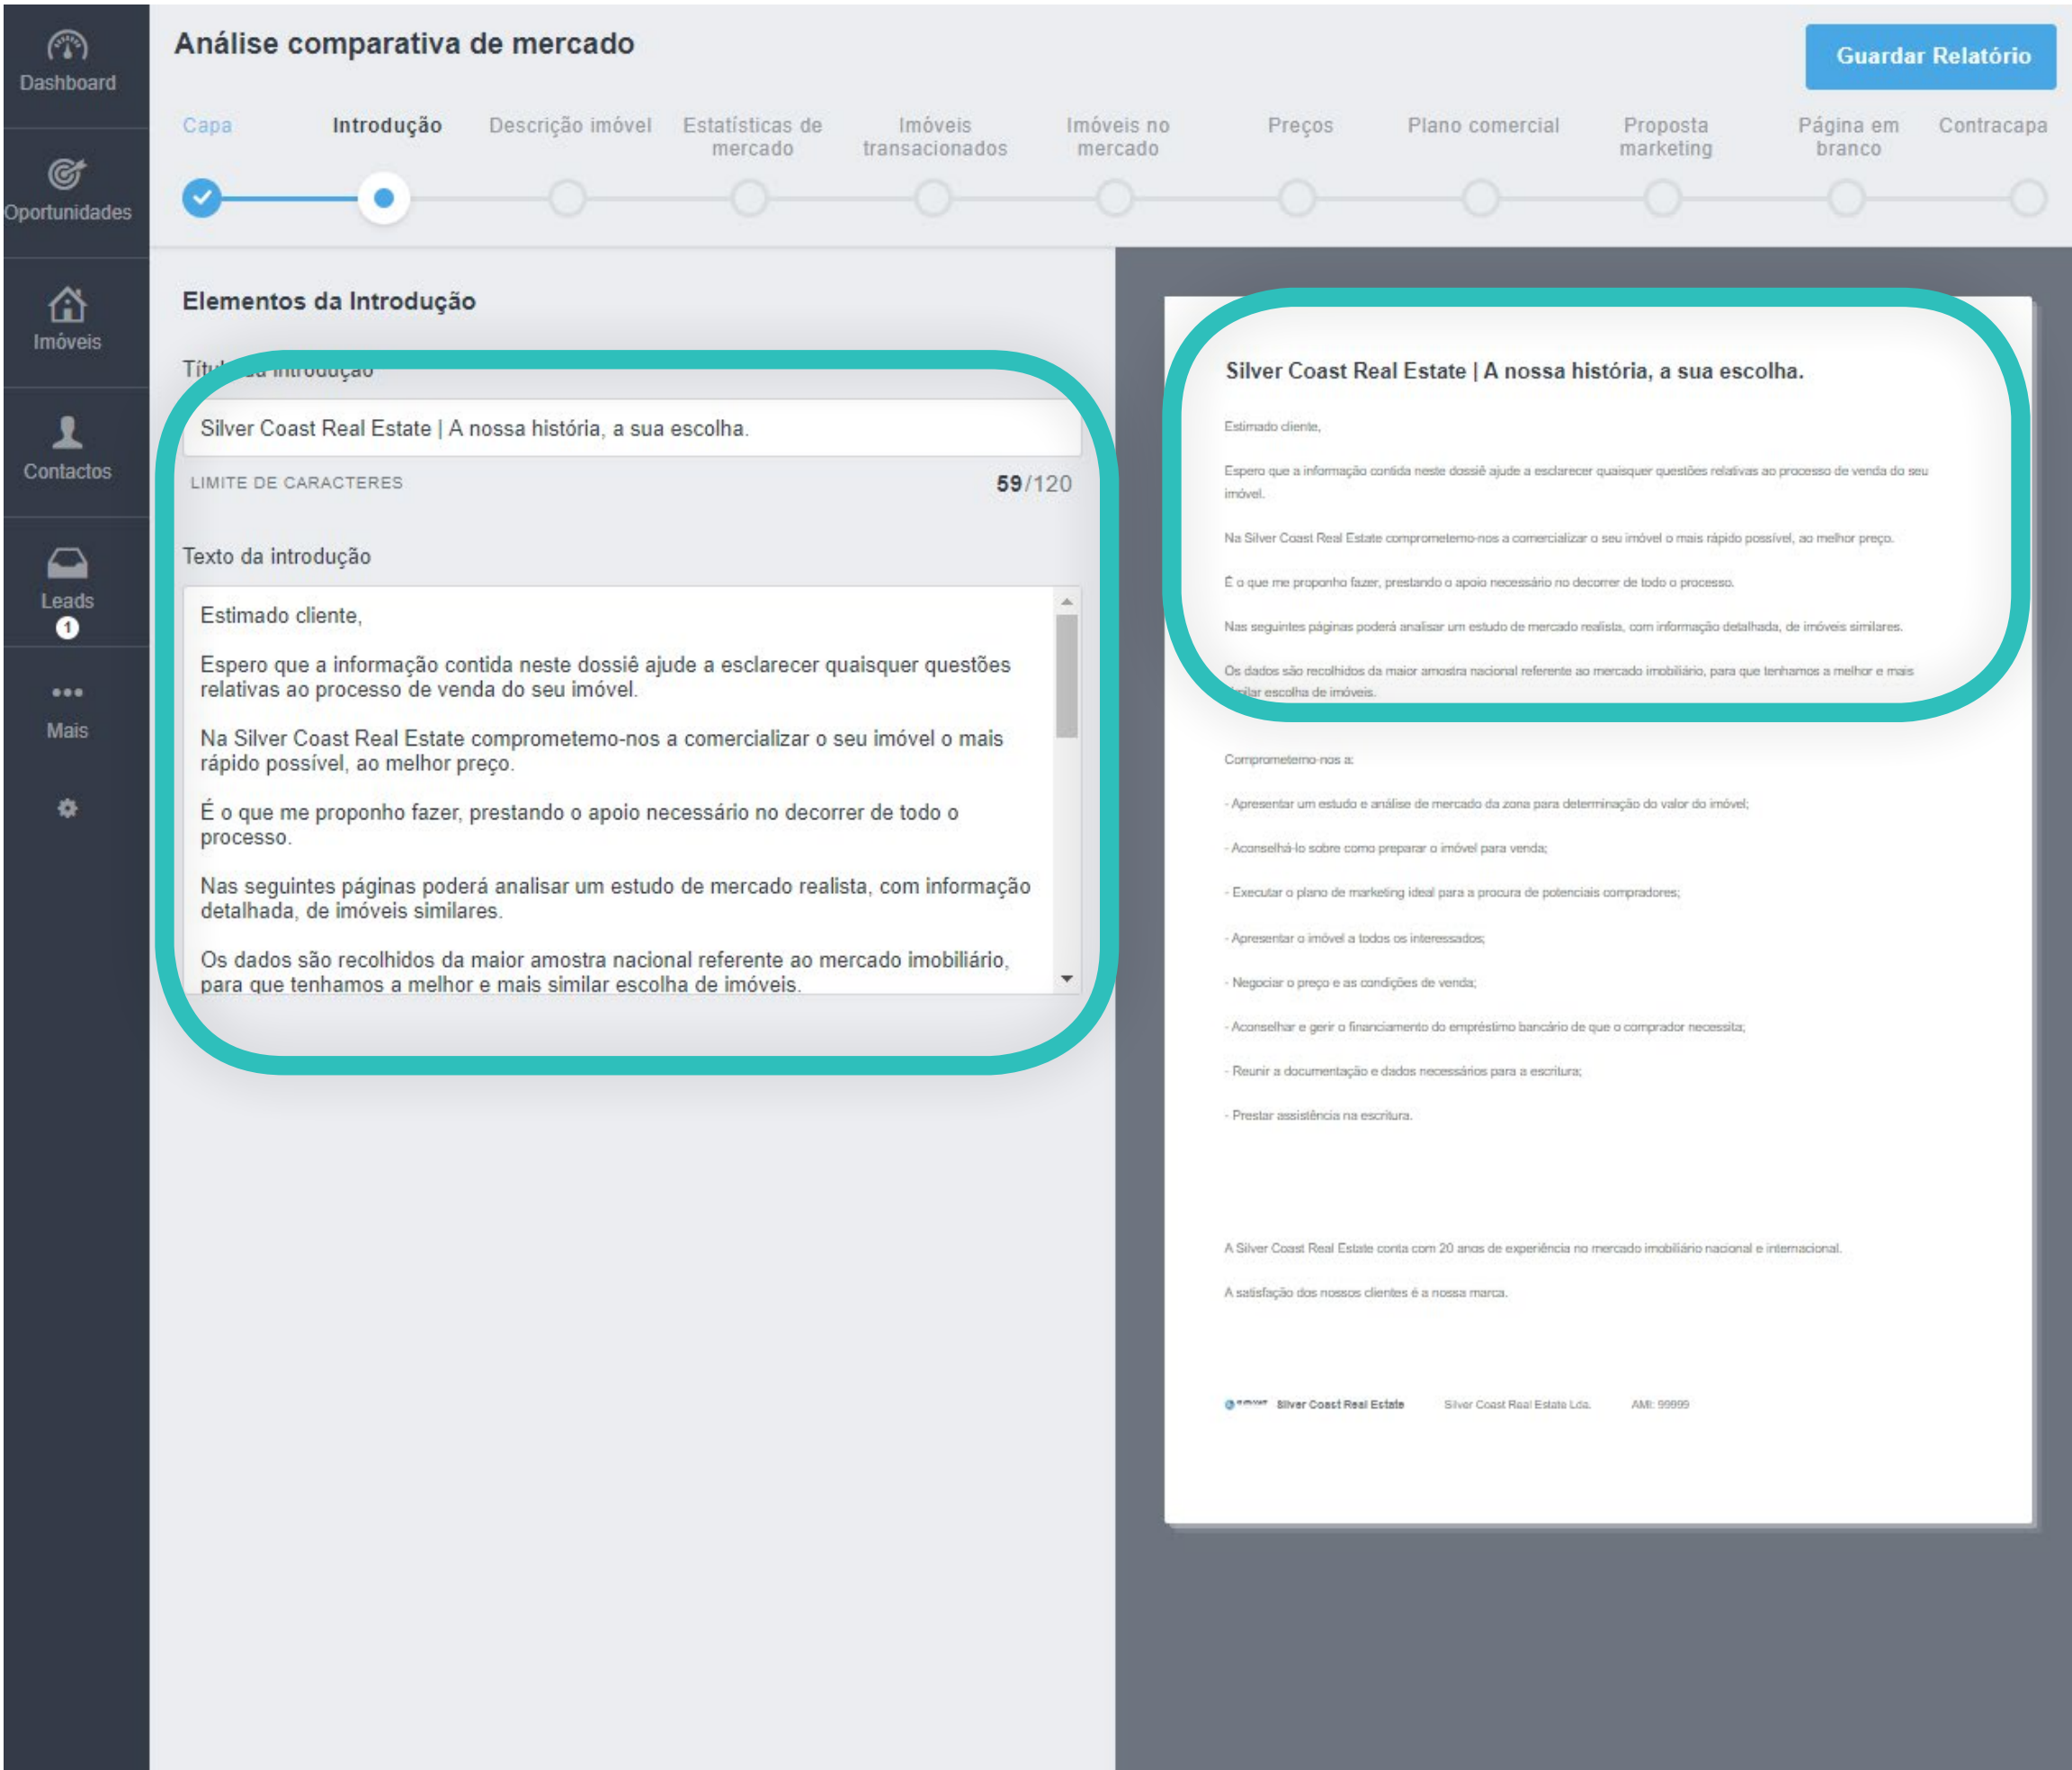 Dashboard
Oportunidades
Imóveis
Contactos
Leads
1
Mais
Análise comparativa de mercado
Guardar Relatório
Capa
Introdução
Descrição imóvel
Estatísticas de
mercado
Imóveis
transacionados
Imóveis no
mercado
Preços
Plano comercial
Proposta
marketing
Página em
branco
Contracapa
Elementos da Introdução
Título da introdução
Silver Coast Real Estate | A nossa história, a sua escolha.
LIMITE DE CARACTERES 59/120
Texto da introdução
Estimado cliente,
Espero que a informação contida neste dossiê ajude a esclarecer quaisquer questões
relativas ao processo de venda do seu imóvel.
Na Silver Coast Real Estate comprometemo-nos a comercializar o seu imóvel o mais
rápido possível, ao melhor preço.
É o que me proponho fazer, prestando o apoio necessário no decorrer de todo o
processo.
Nas seguintes páginas poderá analisar um estudo de mercado realista, com informação
detalhada, de imóveis similares.
Os dados são recolhidos da maior amostra nacional referente ao mercado imobiliário,
para que tenhamos a melhor e mais similar escolha de imóveis.
Silver Coast Real Estate | A nossa história, a sua escolha.
Estimado cliente,
Espero que a informação contida neste dossiê ajude a esclarecer quaisquer questões relativas ao processo de venda do seu
imóvel.
Na Silver Coast Real Estate comprometemo-nos a comercializar o seu imóvel o mais rápido possível, ao melhor preço.
É o que me proponho fazer, prestando o apoio necessário no decorrer de todo o processo.
Nas seguintes páginas poderá analisar um estudo de mercado realista, com informação detalhada, de imóveis similares.
Os dados são recolhidos da maior amostra nacional referente ao mercado imobiliário, para que tenhamos a melhor e mais
similar escolha de imóveis.
Comprometemo-nos a:
- Apresentar um estudo e análise de mercado da zona para determinação do valor do imóvel;
- Aconselhá-lo sobre como preparar o imóvel para venda;
- Executar o plano de marketing ideal para a procura de potenciais compradores;
- Apresentar o imóvel a todos os interessados;
- Negociar o preço e as condições de venda;
- Aconselhar e gerir o financiamento do empréstimo bancário de que o comprador necessita;
- Reunir a documentação e dados necessários para a escritura;
- Prestar assistência na escritura.
A Silver Coast Real Estate conta com 20 anos de experiência no mercado imobiliário nacional e internacional.
A satisfação dos nossos clientes é a nossa marca.
Silver Coast Real Estate Silver Coast Real Estate Lda. AMI: 99999